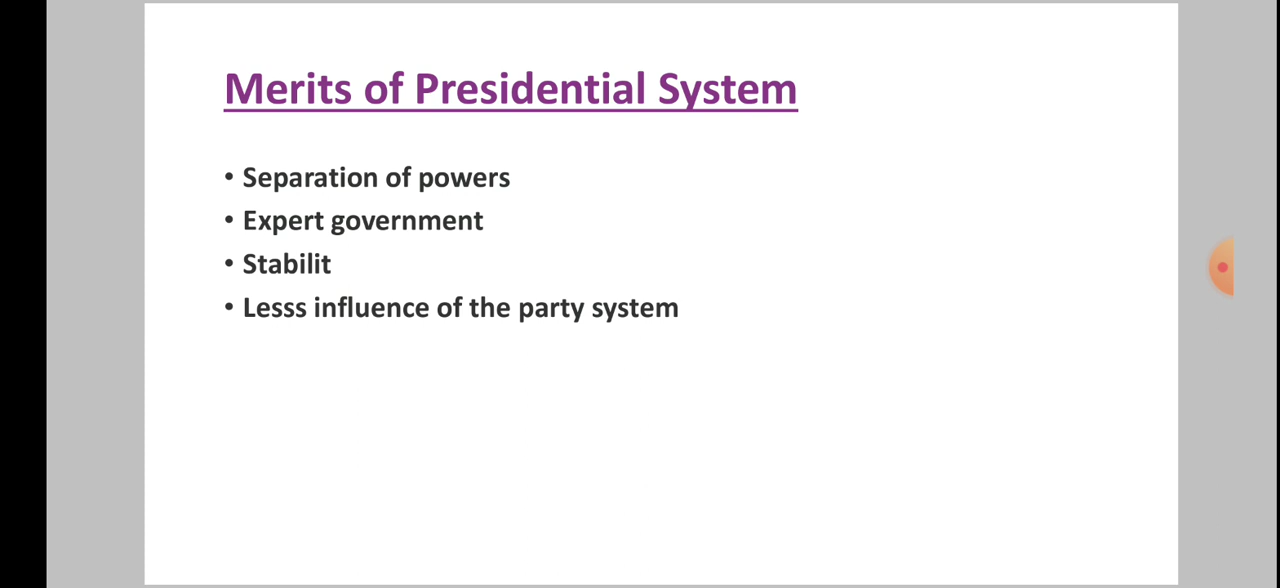 Merits of Presidential System
• Separation of powers
• Expert government
• Stabilit
• Lesss influence of the party system